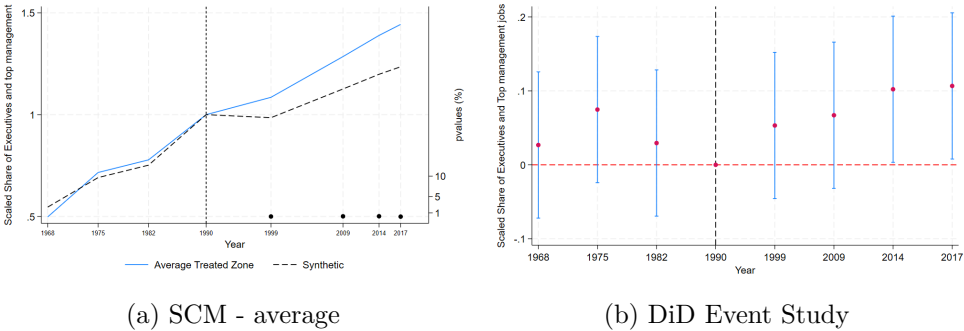 Scaled Share of Executives and top management
1.5
1
.5
pvalues (%)
10
5
1
1968 1975 1982 1990 1999 2009 2014 2017
Year
Average Treated Zone Synthetic
(a) SCM - average
Scaled Share of Executives and Top management jobs
.2
.1
0
-.1
1968 1975 1982 1990 1999 2009 2014 2017
Year
(b) DiD Event Study